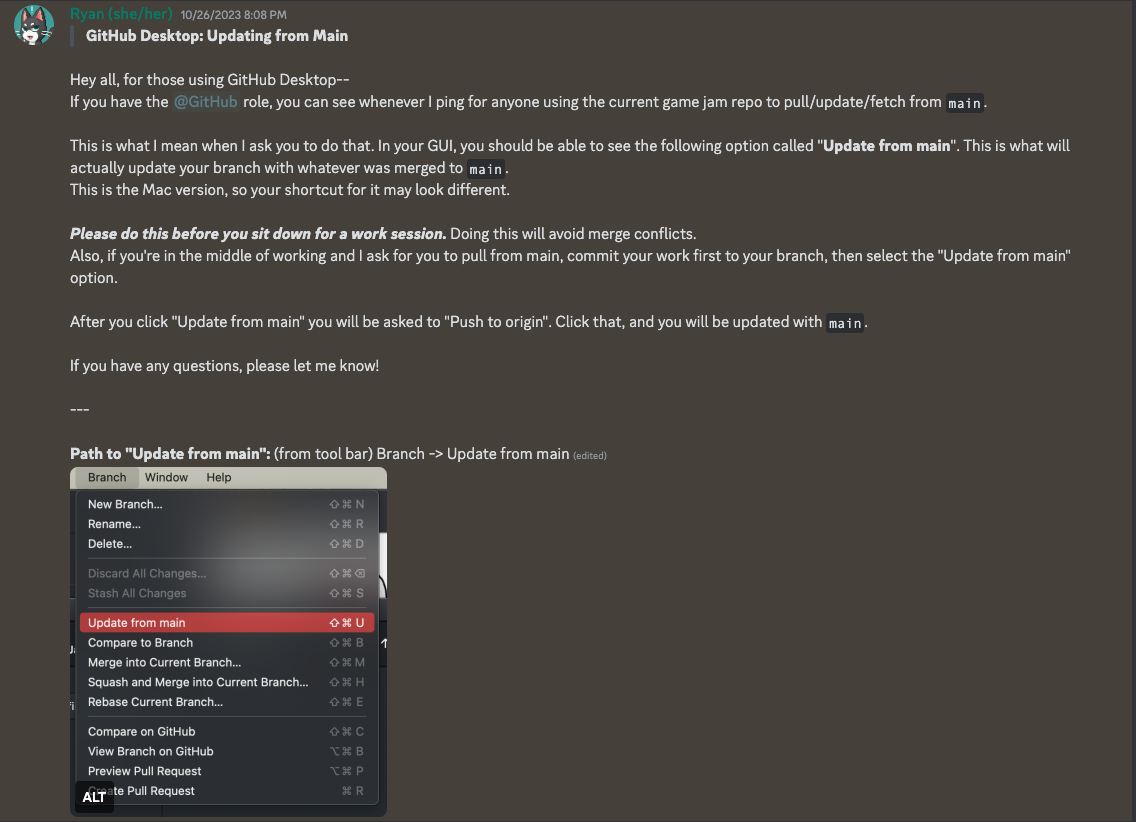 Ryan (she/her) 10/26/2023 8:08 PM
GitHub Desktop: Updating from Main
Hey all, for those using GitHub Desktop--
If you have the @GitHub role, you can see whenever I ping for anyone using the current game jam repo to pull/update/fetch from main.
This is what I mean when I ask you to do that. In your GUI, you should be able to see the following option called "Update from main". This is what will
actually update your branch with whatever was merged to main.
This is the Mac version, so your shortcut for it may look different.
Please do this before you sit down for a work session. Doing this will avoid merge conflicts.
Also, if you're in the middle of working and I ask for you to pull from main, commit your work first to your branch, then select the "Update from main"
option.
After you click "Update from main" you will be asked to "Push to origin". Click that, and you will be updated with main.
If you have any questions, please let me know!
---
Path to "Update from main": (from tool bar) Branch -> Update from main (edited)
Branch Window Help
New Branch... ⇧⌘N
Rename... ⇧⌘R
Delete... ⇧⌘D
Discard All Changes... ⇧⌘⌫
Stash All Changes ⇧⌘S
Update from main ⇧⌘U
Compare to Branch ⇧⌘B
Merge into Current Branch... ⇧⌘M
Squash and Merge into Current Branch... ⇧⌘H
Rebase Current Branch... ⇧⌘E
Compare on GitHub ⇧⌘C
View Branch on GitHub ⌥⌘B
Preview Pull Request ⌥⌘P
Create Pull Request ⌘R
ALT